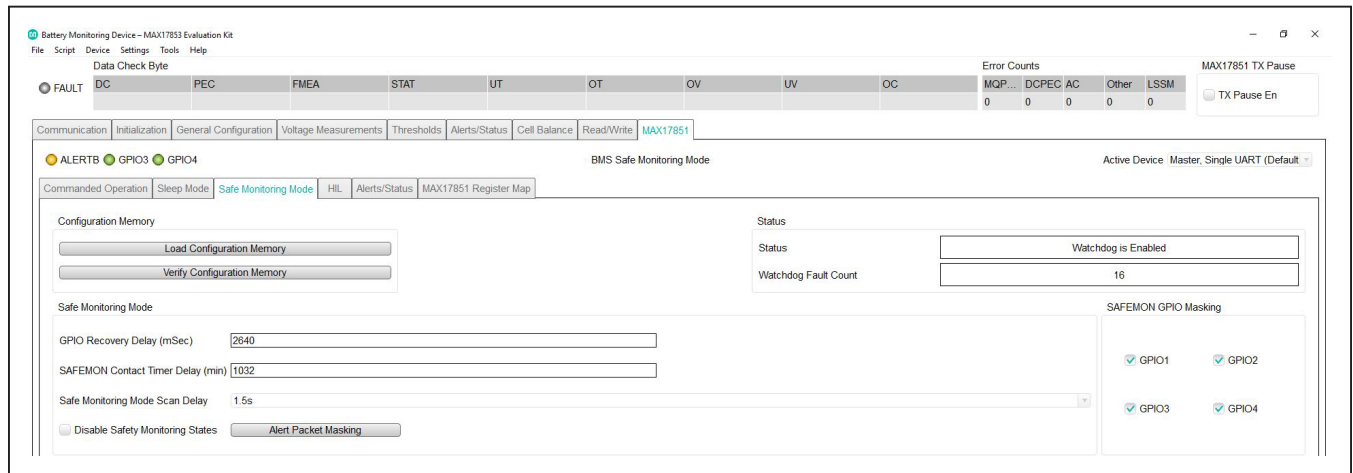 Battery Monitoring Device – MAX17853 Evaluation Kit
File Script Device Settings Tools Help
Data Check Byte Error Counts MAX17851 TX Pause
FAULT DC PEC FMEA STAT UT OT OV UV OC MQP... DCPEC AC Other LSSM TX Pause En
0 0 0 0 0
Communication Initialization General Configuration Voltage Measurements Thresholds Alerts/Status Cell Balance Read/Write MAX17851
ALERTB GPIO3 GPIO4 BMS Safe Monitoring Mode Active Device Master, Single UART (Default
Commanded Operation Sleep Mode Safe Monitoring Mode HIL Alerts/Status MAX17851 Register Map
Configuration Memory Status
Load Configuration Memory Status Watchdog is Enabled
Verify Configuration Memory Watchdog Fault Count 16
Safe Monitoring Mode SAFEMON GPIO Masking
GPIO Recovery Delay (mSec) 2640
GPIO1 GPIO2
SAFEMON Contact Timer Delay (min) 1032
Safe Monitoring Mode Scan Delay 1.5s
GPIO3 GPIO4
Disable Safety Monitoring States Alert Packet Masking